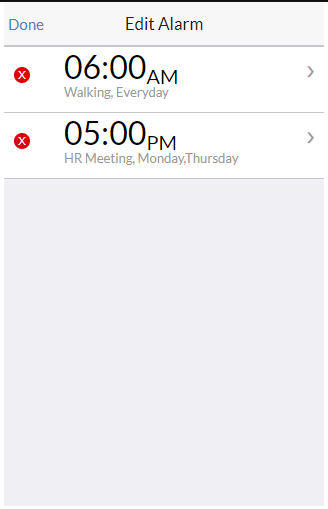 Done Edit Alarm
06:00AM
Walking, Everyday
05:00PM
HR Meeting, Monday,Thursday